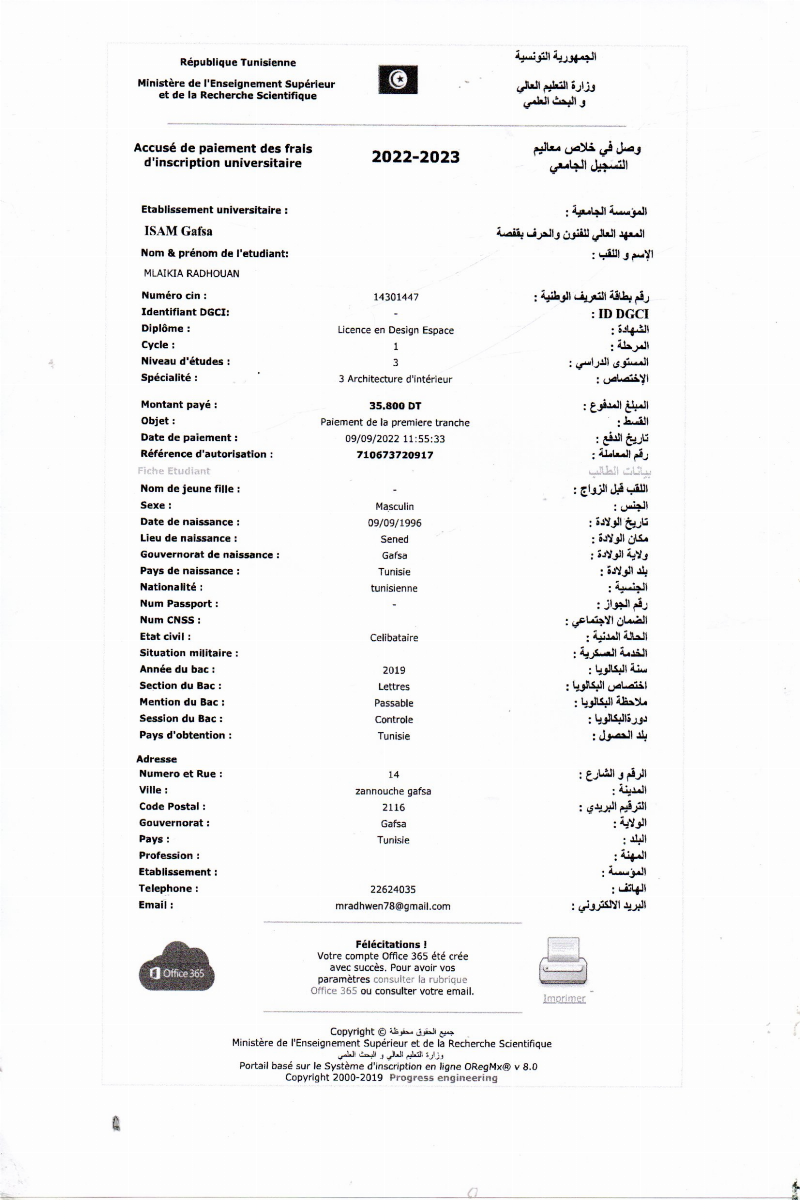 République Tunisienne
الجمهورية التونسية
Ministère de l'Enseignement Supérieur
et de la Recherche Scientifique
وزارة التعليم العالي
و البحث العلمي
Accusé de paiement des frais
d'inscription universitaire
2022-2023
وصل في خلاص معاليم
التسجيل الجامعي
Etablissement universitaire :
المؤسسة الجامعية :
ISAM Gafsa
المعهد العالي للفنون والحرف بقفصة
Nom & prénom de l'etudiant:
الإسم و اللقب :
MLAIKIA RADHOUAN
Numéro cin : 14301447 رقم بطاقة التعريف الوطنية :
Identifiant DGCI: - ID DGCI :
Diplôme : Licence en Design Espace الشهادة :
Cycle : 1 المرحلة :
Niveau d'études : 3 المستوى الدراسي :
Spécialité : 3 Architecture d'intérieur الإختصاص :
Montant payé : 35.800 DT المبلغ المدفوع :
Objet : Paiement de la premiere tranche القسط :
Date de paiement : 09/09/2022 11:55:33 تاريخ الدفع :
Référence d'autorisation : 710673720917 رقم المعاملة :
Fiche Etudiant بيانات الطالب
Nom de jeune fille : - اللقب قبل الزواج :
Sexe : Masculin الجنس :
Date de naissance : 09/09/1996 تاريخ الولادة :
Lieu de naissance : Sened مكان الولادة :
Gouvernorat de naissance : Gafsa ولاية الولادة :
Pays de naissance : Tunisie بلد الولادة :
Nationalité : tunisienne الجنسية :
Num Passport : - رقم الجواز :
Num CNSS : الضمان الاجتماعي :
Etat civil : Celibataire الحالة المدنية :
Situation militaire : الخدمة العسكرية :
Année du bac : 2019 سنة البكالوريا :
Section du Bac : Lettres اختصاص البكالوريا :
Mention du Bac : Passable ملاحظة البكالوريا :
Session du Bac : Controle دورة البكالوريا :
Pays d'obtention : Tunisie بلد الحصول :
Adresse
Numero et Rue : 14 الرقم و الشارع :
Ville : zannouche gafsa المدينة :
Code Postal : 2116 الترقيم البريدي :
Gouvernorat : Gafsa الولاية :
Pays : Tunisie البلد :
Profession : المهنة :
Etablissement : المؤسسة :
Telephone : 22624035 الهاتف :
Email : mradhwen78@gmail.com البريد الالكتروني :
Office 365
Félécitations !
Votre compte Office 365 été crée
avec succès. Pour avoir vos
paramètres consulter la rubrique
Office 365 ou consulter votre email.
Imprimer
Copyright © جميع الحقوق محفوظة
Ministère de l'Enseignement Supérieur et de la Recherche Scientifique
وزارة التعليم العالي و البحث العلمي
Portail basé sur le Système d'inscription en ligne ORegMx® v 8.0
Copyright 2000-2019 Progress engineering